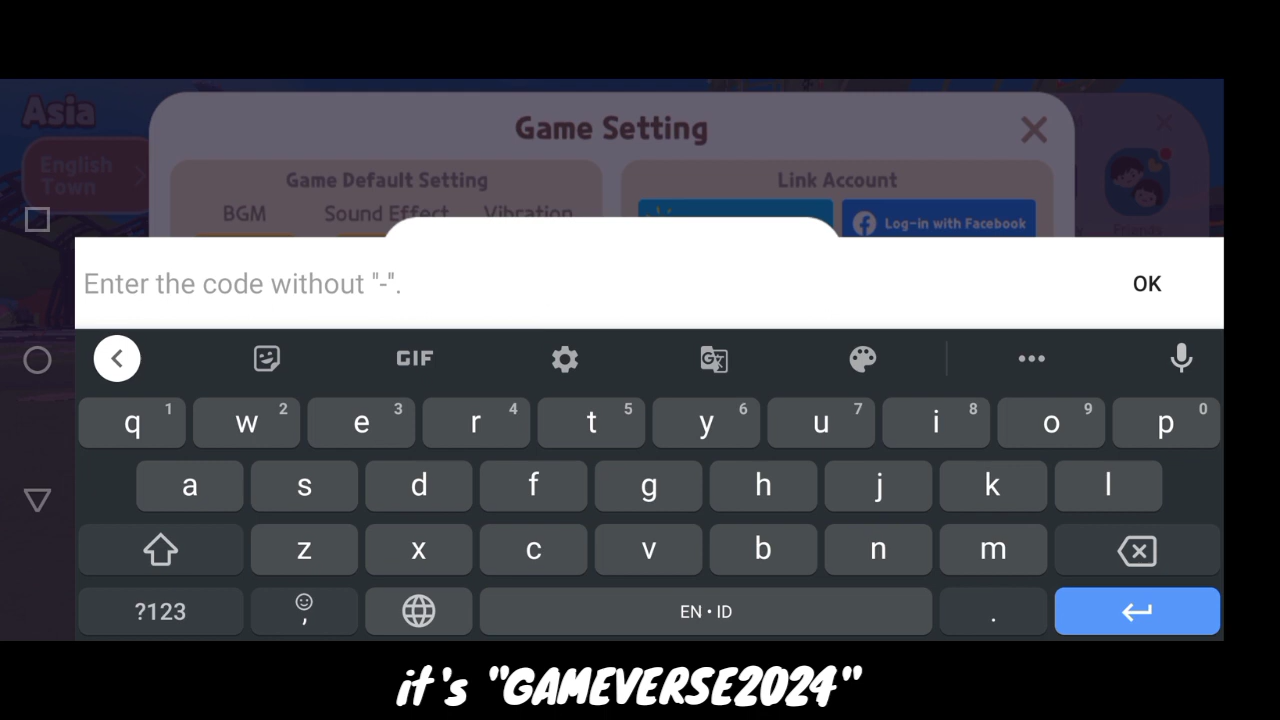 Asia
English
Town
Game Setting
Game Default Setting
BGM Sound Effect Vibration
Link Account
Log-in with Facebook
Friends
Enter the code without "-".
OK
GIF
q 1 w 2 e 3 r 4 t 5 y 6 u 7 i 8 o 9 p 0
a s d f g h j k l
z x c v b n m
?123 , EN • ID .
it's "GAMEVERSE2024"